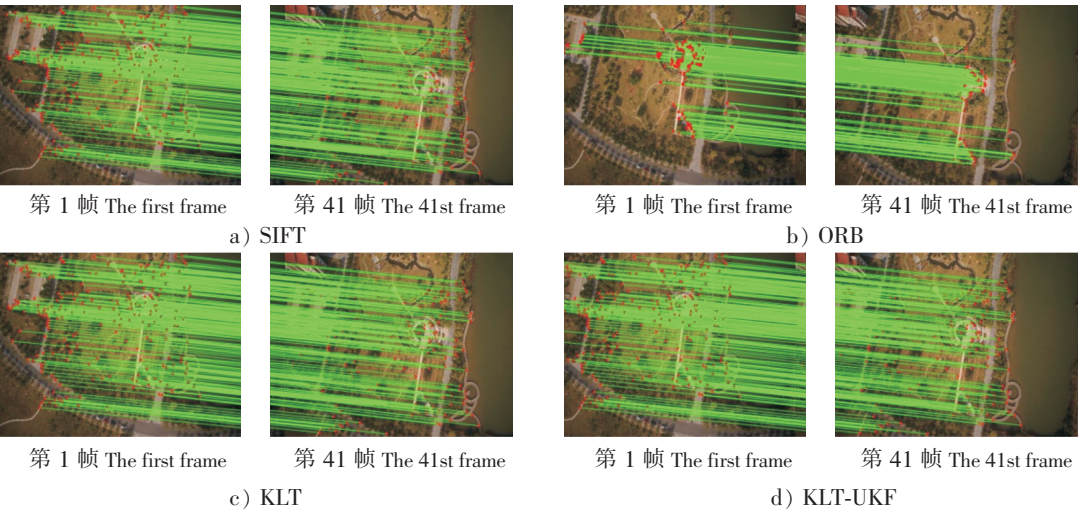 第 1 帧 The first frame
第 41 帧 The 41st frame
a) SIFT
第 1 帧 The first frame
第 41 帧 The 41st frame
b) ORB
第 1 帧 The first frame
第 41 帧 The 41st frame
c) KLT
第 1 帧 The first frame
第 41 帧 The 41st frame
d) KLT-UKF